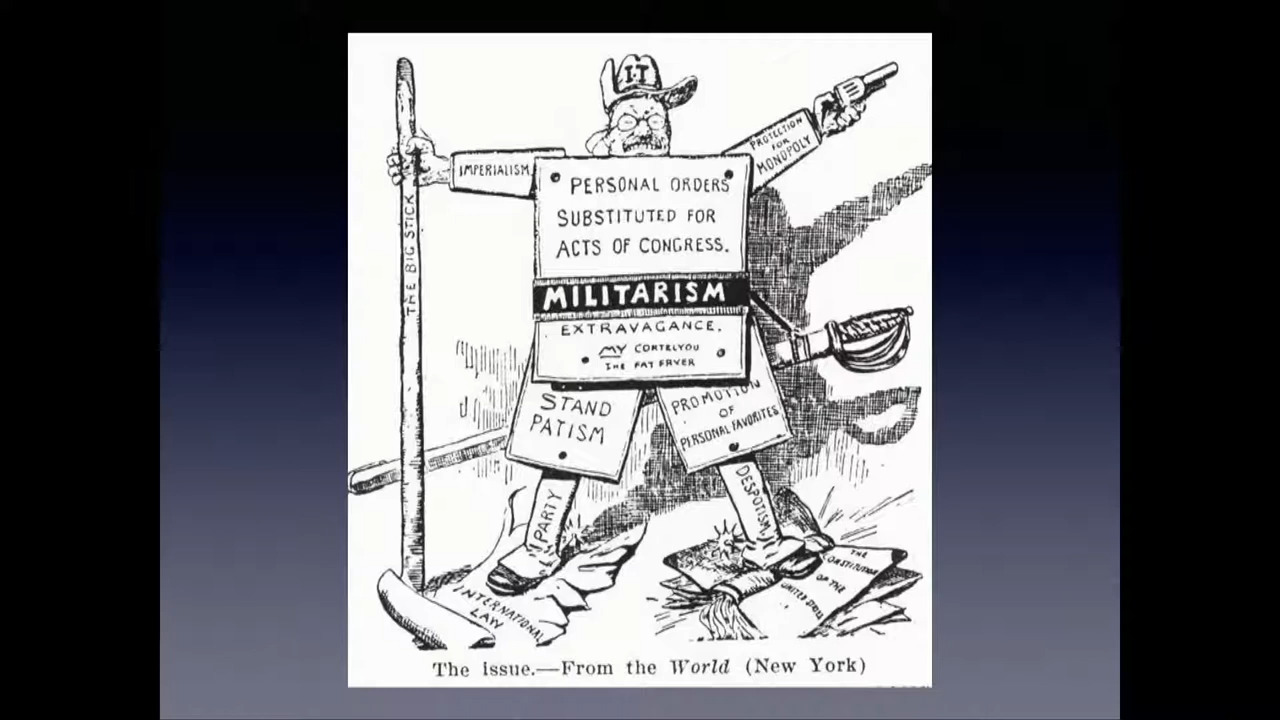 I-T
PROTECTION
FOR
MONOPOLY
IMPERIALISM
PERSONAL ORDERS
SUBSTITUTED FOR
ACTS OF CONGRESS.
THE BIG STICK
MILITARISM
EXTRAVAGANCE.
MY CORTELYOU
THE FAT FRYER
STAND
PATISM
PROMOTION
OF
PERSONAL FAVORITES
PARTY
DESPOTISM
INTERNATIONAL
LAW
THE
CONSTITUTION
OF THE
UNITED
The issue.—From the World (New York)